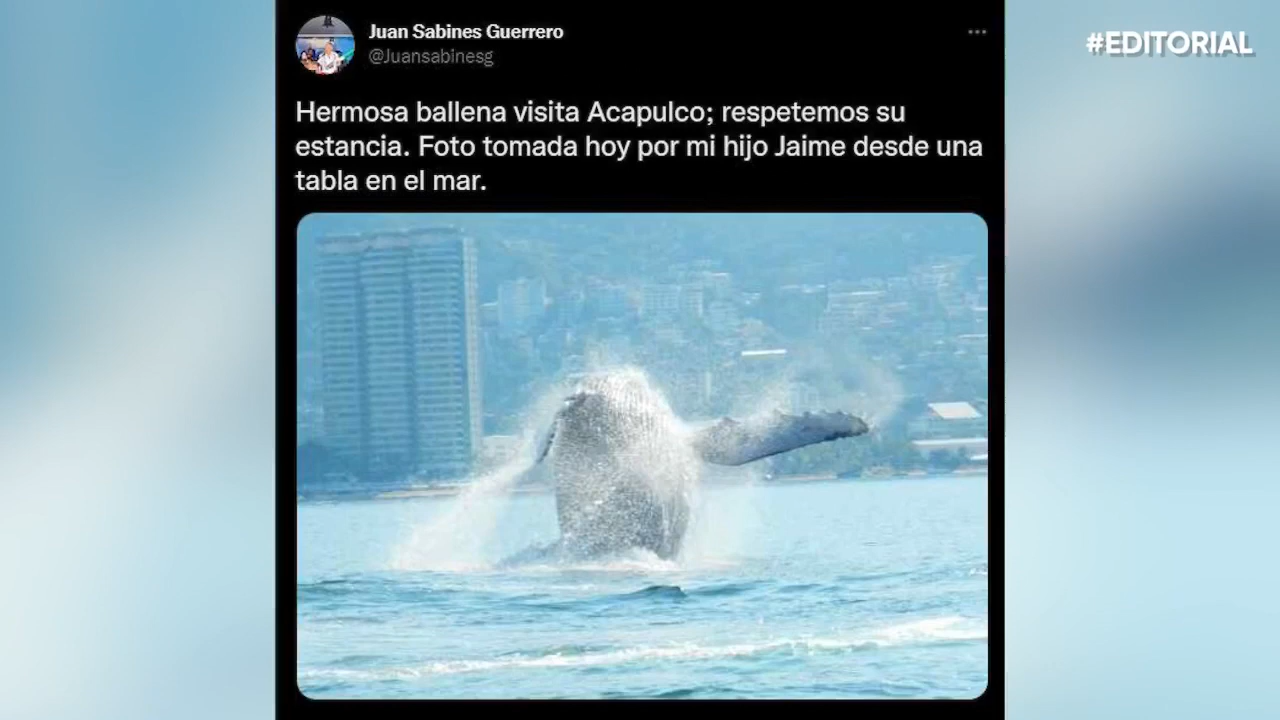 Juan Sabines Guerrero
@Juansabinesg
#EDITORIAL
Hermosa ballena visita Acapulco; respetemos su
estancia. Foto tomada hoy por mi hijo Jaime desde una
tabla en el mar.